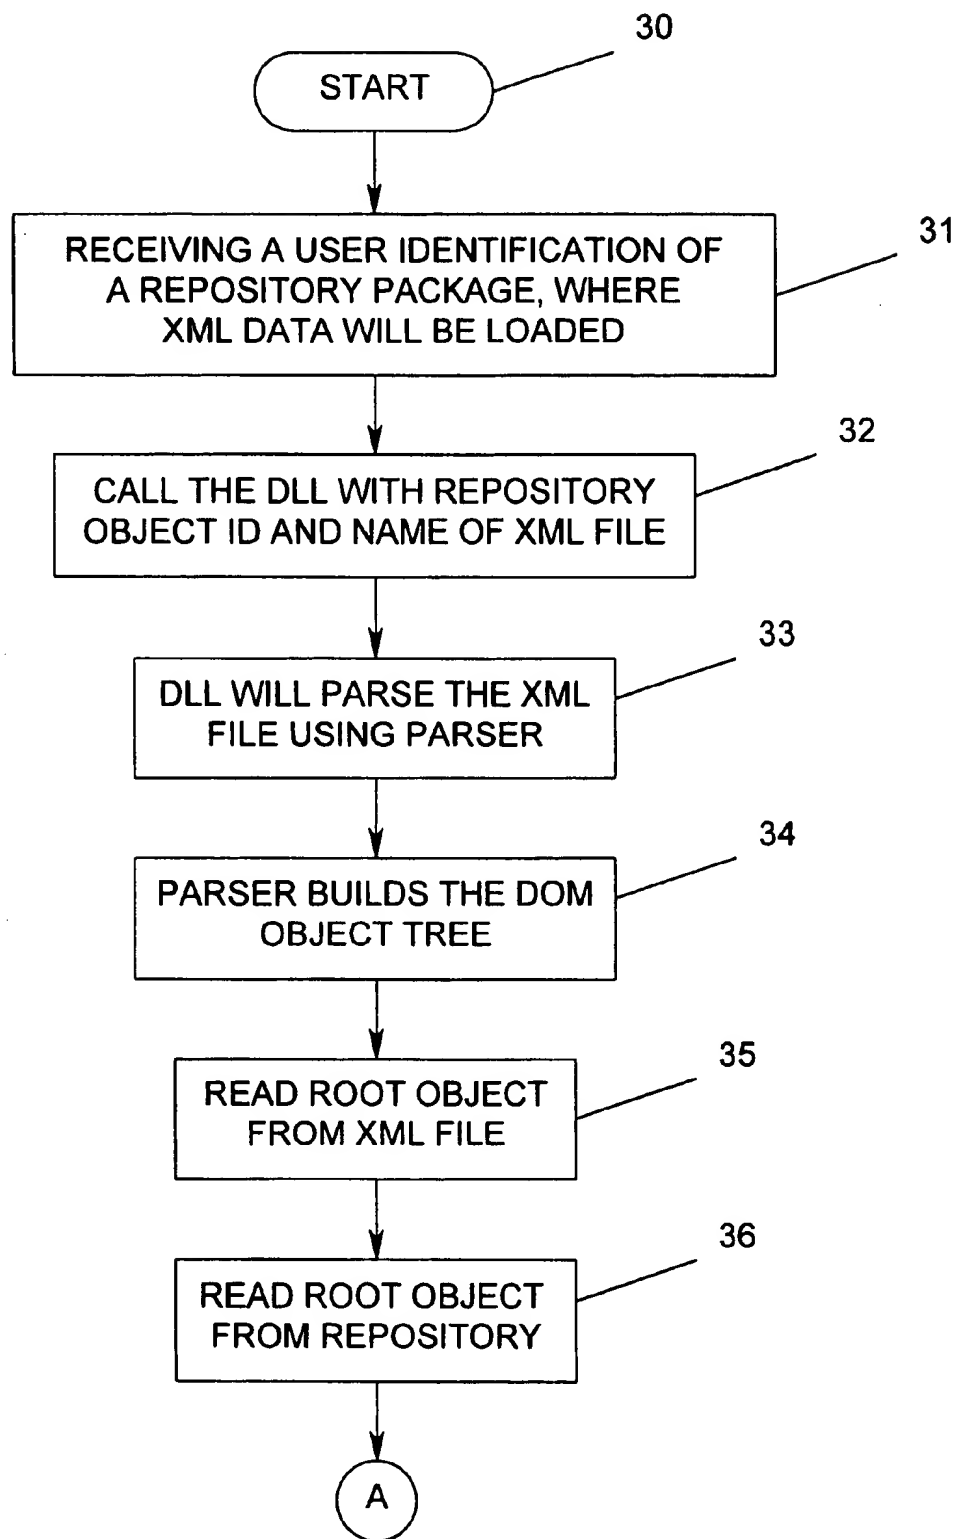 30
START
31
RECEIVING A USER IDENTIFICATION OF
A REPOSITORY PACKAGE, WHERE
XML DATA WILL BE LOADED
32
CALL THE DLL WITH REPOSITORY
OBJECT ID AND NAME OF XML FILE
33
DLL WILL PARSE THE XML
FILE USING PARSER
34
PARSER BUILDS THE DOM
OBJECT TREE
35
READ ROOT OBJECT
FROM XML FILE
36
READ ROOT OBJECT
FROM REPOSITORY
A